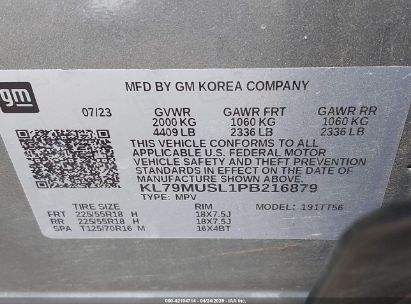 MFD BY GM KOREA COMPANY
gm
07/23 GVWR GAWR FRT GAWR RR
2000 KG 1060 KG 1060 KG
4409 LB 2336 LB 2336 LB
THIS VEHICLE CONFORMS TO ALL
APPLICABLE U.S. FEDERAL MOTOR
VEHICLE SAFETY AND THEFT PREVENTION
STANDARDS IN EFFECT ON THE DATE OF
MANUFACTURE SHOWN ABOVE.
KL79MUSL1PB216879
TYPE: MPV
TIRE SIZE RIM MODEL: 191TT56
FRT 225/55R18 H 18X7.5J
RR 225/55R18 H 18X7.5J
SPA T125/70R16 M 16X4BT